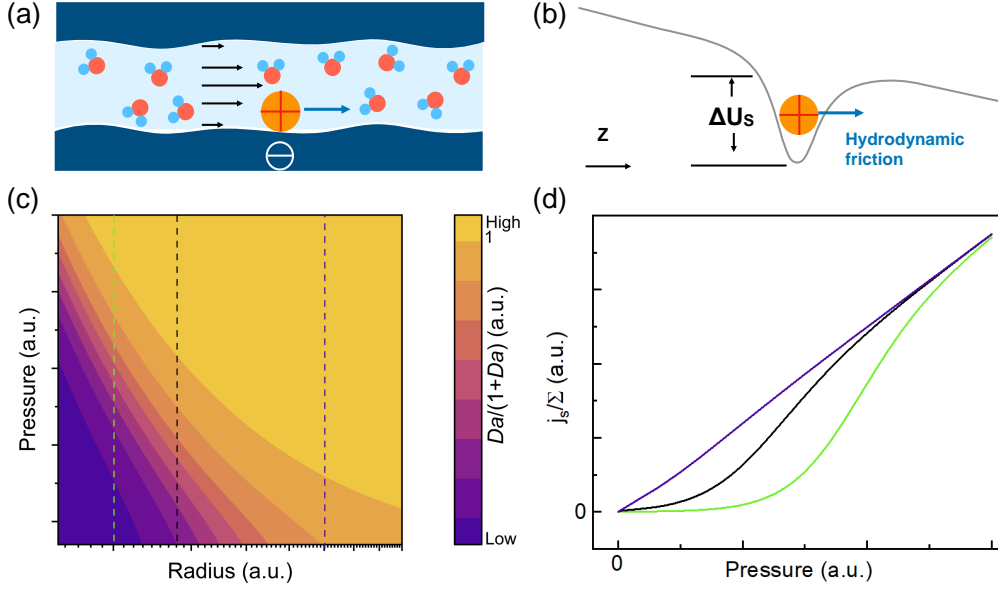 (a)
(b)
ΔUs
z
Hydrodynamic
friction
(c)
High
1
Low
Da/(1+Da) (a.u.)
Pressure (a.u.)
Radius (a.u.)
(d)
js/Σ (a.u.)
0
0
Pressure (a.u.)